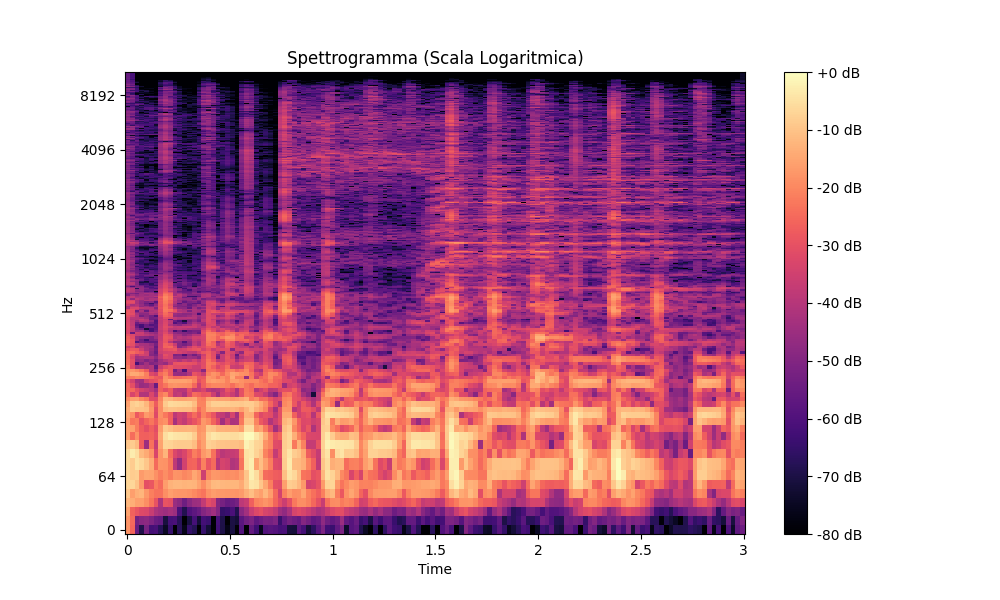 Spettrogramma (Scala Logaritmica)
Hz
8192
4096
2048
1024
512
256
128
64
0
0 0.5 1 1.5 2 2.5 3
Time
+0 dB
-10 dB
-20 dB
-30 dB
-40 dB
-50 dB
-60 dB
-70 dB
-80 dB